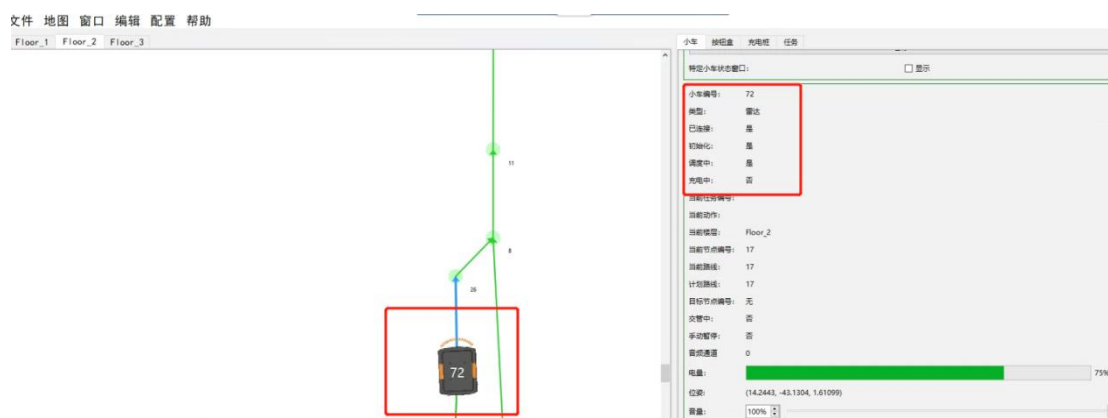 文件 地图 窗口 编辑 配置 帮助
Floor_1 Floor_2 Floor_3
小车 按钮盒 充电桩 任务
特定小车状态窗口: 显示
小车编号: 72
类型: 雷达
已连接: 是
初始化: 是
调度中: 是
充电中: 否
当前任务编号:
当前动作:
当前楼层: Floor_2
当前节点编号: 17
当前路线: 17
计划路线: 17
目标节点编号: 无
交管中: 否
手动暂停: 否
音频通道 0
电量: 75%
位姿: (14.2443, -43.1304, 1.61099)
音量: 100%
11
26
72